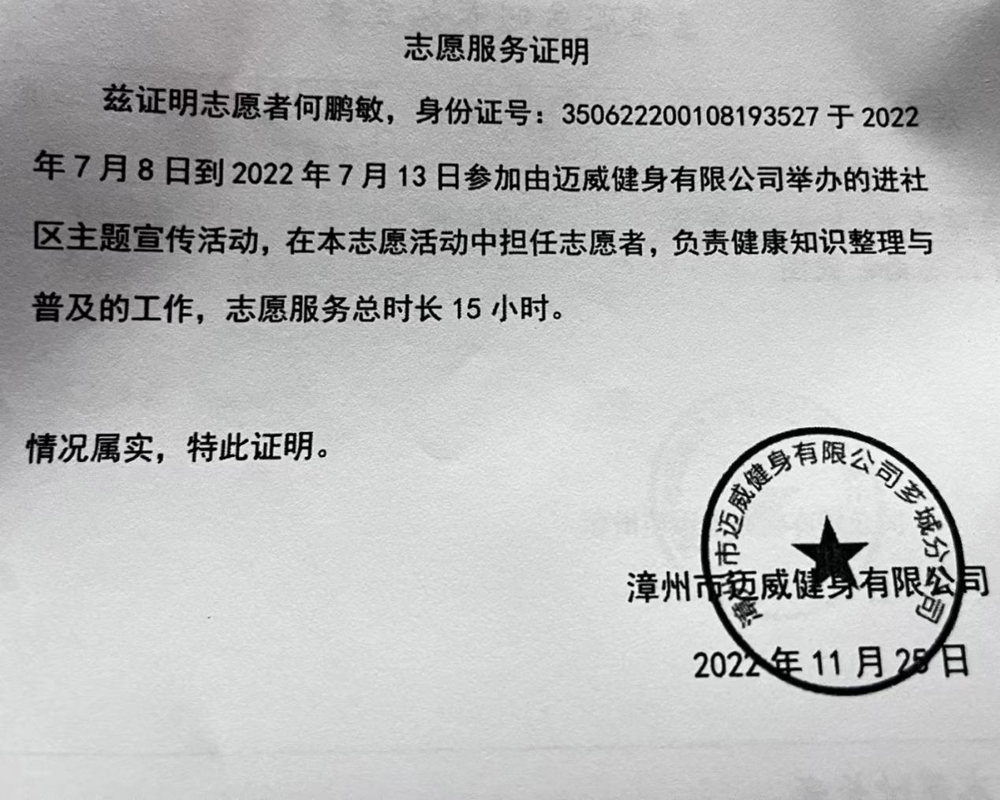 志愿服务证明
兹证明志愿者何鹏敏，身份证号：350622200108193527 于 2022
年 7 月 8 日到 2022 年 7 月 13 日参加由迈威健身有限公司举办的进社
区主题宣传活动，在本志愿活动中担任志愿者，负责健康知识整理与
普及的工作，志愿服务总时长 15 小时。
情况属实，特此证明。
漳州市迈威健身有限公司芗城分公司
漳州市迈威健身有限公司
2022 年 11 月 25 日